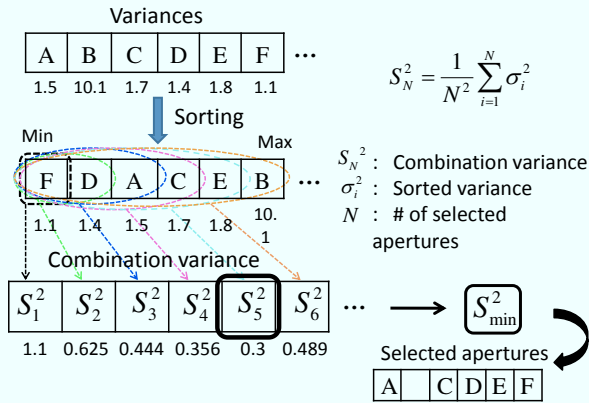 Variances
A B C D E F ...
1.5 10.1 1.7 1.4 1.8 1.1
S_N^2 = \frac{1}{N^2} \sum_{i=1}^{N} σ_i^2
Sorting
Min Max
F D A C E B ...
1.1 1.4 1.5 1.7 1.8 10.1
S_N^2 : Combination variance
σ_i^2 : Sorted variance
N : # of selected
apertures
Combination variance
S_1^2 S_2^2 S_3^2 S_4^2 S_5^2 S_6^2 ... S_min^2
1.1 0.625 0.444 0.356 0.3 0.489
Selected apertures
A C D E F